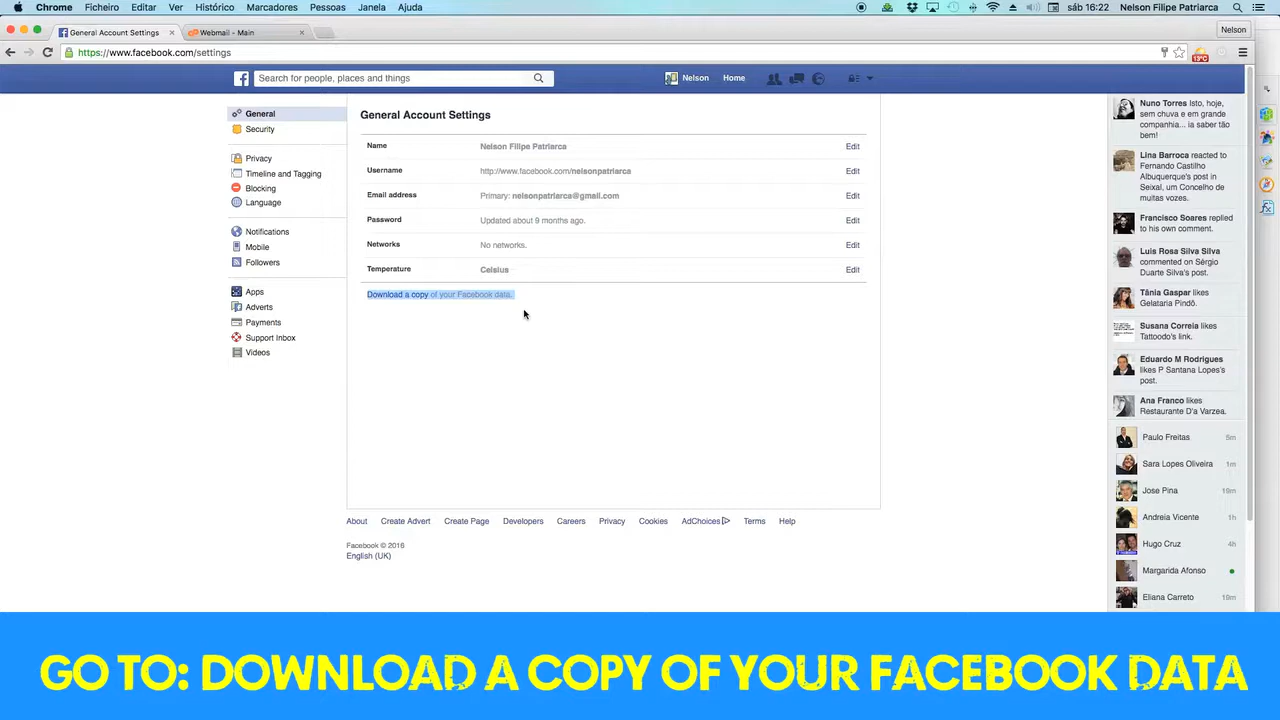 Chrome Ficheiro Editar Ver Histórico Marcadores Pessoas Janela Ajuda sáb 16:22 Nelson Filipe Patriarca
General Account Settings Webmail - Main Nelson
https://www.facebook.com/settings
13°C
Search for people, places and things Nelson Home
General
Security
Privacy
Timeline and Tagging
Blocking
Language
Notifications
Mobile
Followers
Apps
Adverts
Payments
Support Inbox
Videos
General Account Settings
Name Nelson Filipe Patriarca Edit
Username http://www.facebook.com/nelsonpatriarca Edit
Email address Primary: nelsonpatriarca@gmail.com Edit
Password Updated about 9 months ago. Edit
Networks No networks. Edit
Temperature Celsius Edit
Download a copy of your Facebook data.
About Create Advert Create Page Developers Careers Privacy Cookies AdChoices Terms Help
Facebook © 2016
English (UK)
Nuno Torres Isto, hoje,
sem chuva e em grande
companhia... ia saber tão
bem!
Lina Barroca reacted to
Fernando Castilho
Albuquerque's post in
Seixal, um Concelho de
muitas vozes.
Francisco Soares replied
to his own comment.
Luis Rosa Silva Silva
commented on Sérgio
Duarte Silva's post.
Tânia Gaspar likes
Gelataria Pindô.
Susana Correia likes
Tattoodo's link.
Eduardo M Rodrigues
likes P Santana Lopes's
post.
Ana Franco likes
Restaurante D'a Varzea.
Paulo Freitas 5m
Sara Lopes Oliveira 1m
Jose Pina 19m
Andreia Vicente 1h
Hugo Cruz 4h
Margarida Afonso
Eliana Carreto 19m
GO TO: DOWNLOAD A COPY OF YOUR FACEBOOK DATA